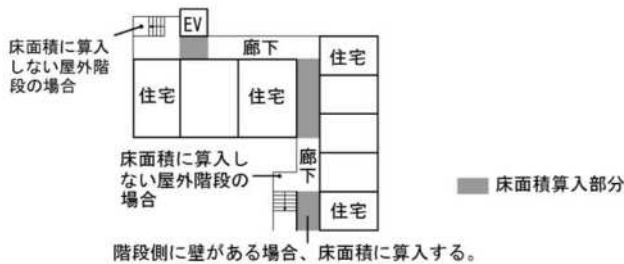 EV
床面積に算入
しない屋外階
段の場合
廊下
住宅
住宅
住宅
床面積に算入し
ない屋外階段の
場合
廊
下
床面積算入部分
住宅
階段側に壁がある場合、床面積に算入する。